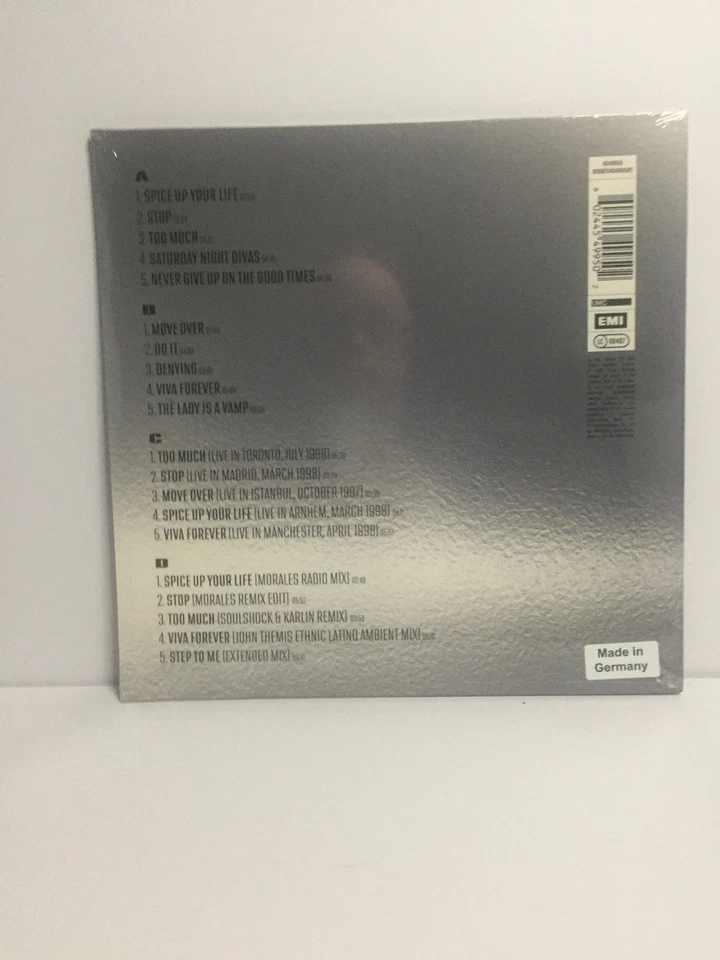 A
1. SPICE UP YOUR LIFE
2. STOP
3. TOO MUCH
4. SATURDAY NIGHT DIVAS
5. NEVER GIVE UP ON THE GOOD TIMES
B
1. MOVE OVER
2. DO IT
3. DENYING
4. VIVA FOREVER
5. THE LADY IS A VAMP
C
1. TOO MUCH [LIVE IN TORONTO, JULY 1998]
2. STOP [LIVE IN MADRID, MARCH 1998]
3. MOVE OVER [LIVE IN ISTANBUL, OCTOBER 1997]
4. SPICE UP YOUR LIFE [LIVE IN ARNHEM, MARCH 1998]
5. VIVA FOREVER [LIVE IN MANCHESTER, APRIL 1998]
D
1. SPICE UP YOUR LIFE [MORALES RADIO MIX]
2. STOP [MORALES REMIX EDIT]
3. TOO MUCH [SOULSHOCK & KARLIN REMIX]
4. VIVA FOREVER [JOHN THEMIS ETHNIC LATINO AMBIENT MIX]
5. STEP TO ME [EXTENDED MIX]
6 02445 49950 2
UMC
EMI
LC
Made in
Germany